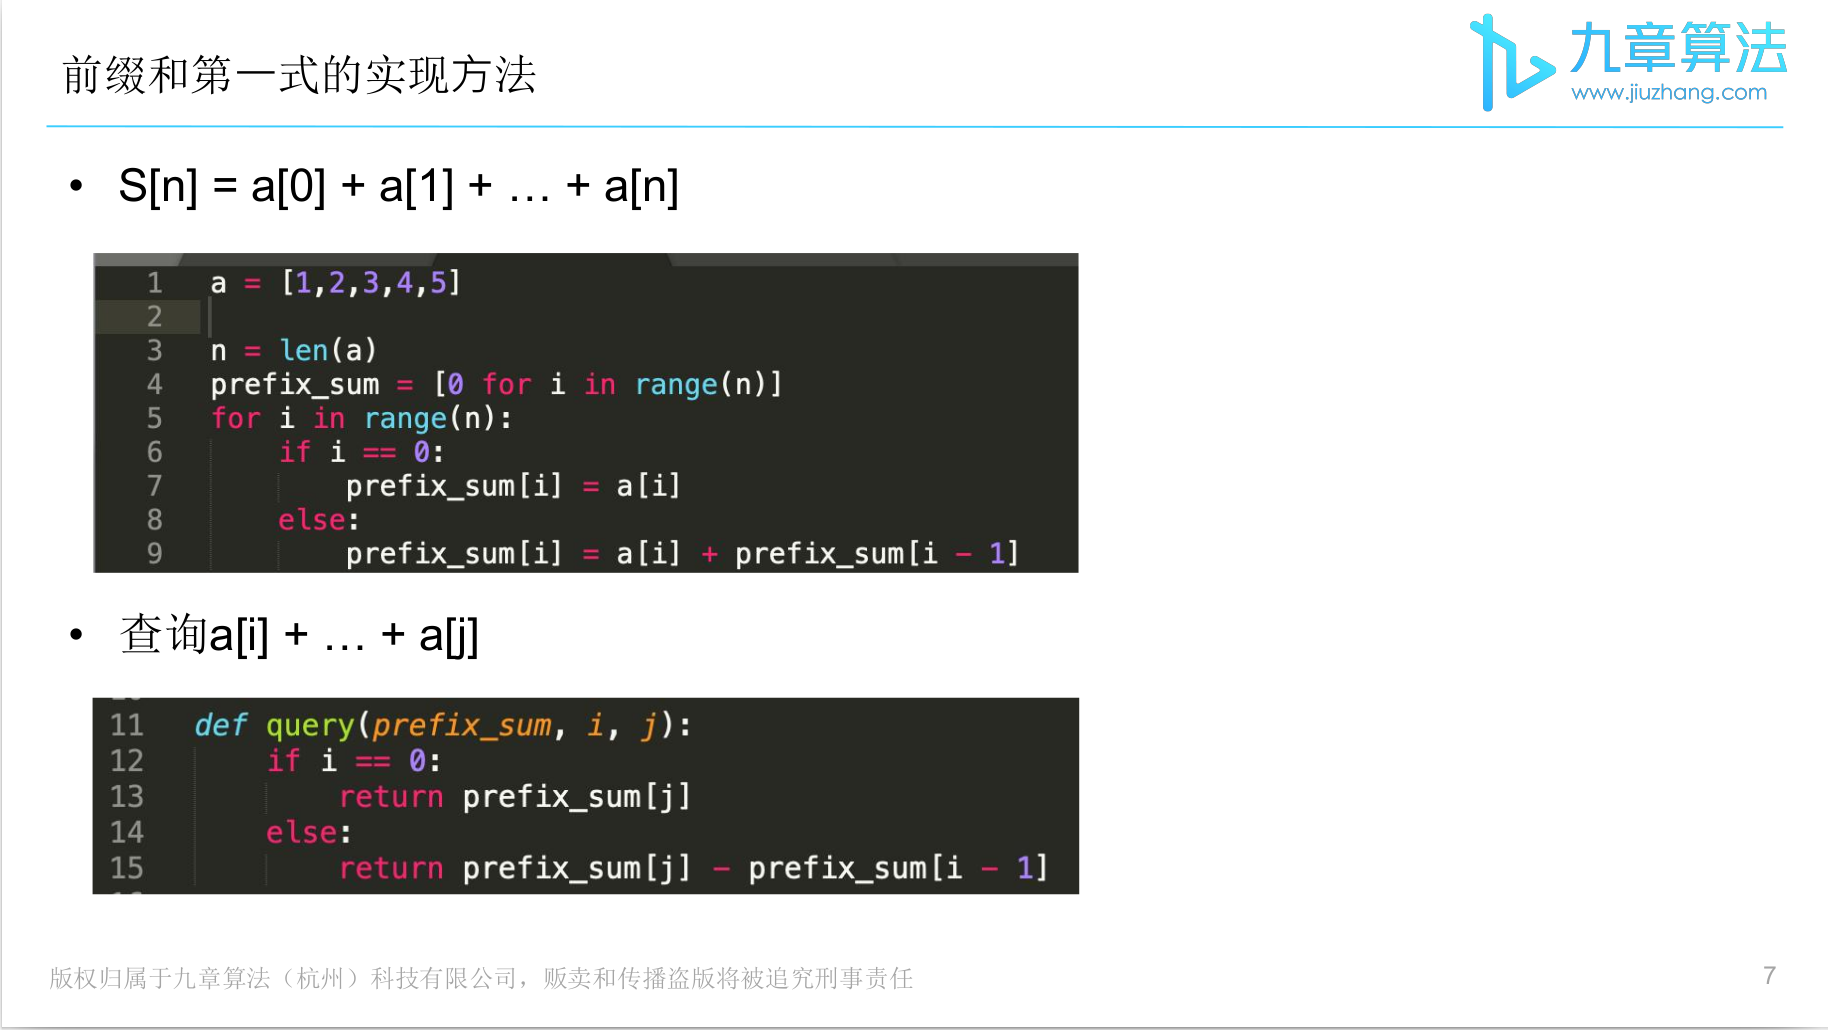 前缀和第一式的实现方法
九章算法
www.jiuzhang.com
• S[n] = a[0] + a[1] + … + a[n]
1 a = [1,2,3,4,5]
2
3 n = len(a)
4 prefix_sum = [0 for i in range(n)]
5 for i in range(n):
6 if i == 0:
7 prefix_sum[i] = a[i]
8 else:
9 prefix_sum[i] = a[i] + prefix_sum[i - 1]
• 查询a[i] + … + a[j]
11 def query(prefix_sum, i, j):
12 if i == 0:
13 return prefix_sum[j]
14 else:
15 return prefix_sum[j] - prefix_sum[i - 1]
版权归属于九章算法（杭州）科技有限公司，贩卖和传播盗版将被追究刑事责任
7